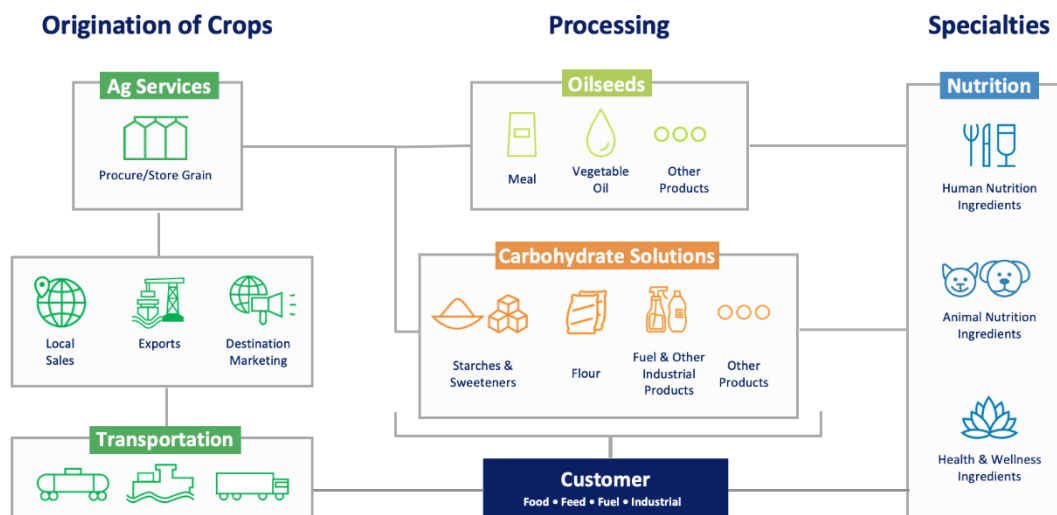 Origination of Crops
Processing
Specialties
Ag Services
Procure/Store Grain
Local
Sales
Exports
Destination
Marketing
Transportation
Oilseeds
Meal
Vegetable
Oil
Other
Products
Carbohydrate Solutions
Starches &
Sweeteners
Flour
Fuel & Other
Industrial
Products
Other
Products
Customer
Food • Feed • Fuel • Industrial
Nutrition
Human Nutrition
Ingredients
Animal Nutrition
Ingredients
Health & Wellness
Ingredients